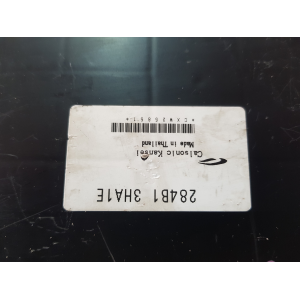 284B1 3HA1E
Calsonic Kansei
Made in Thailand